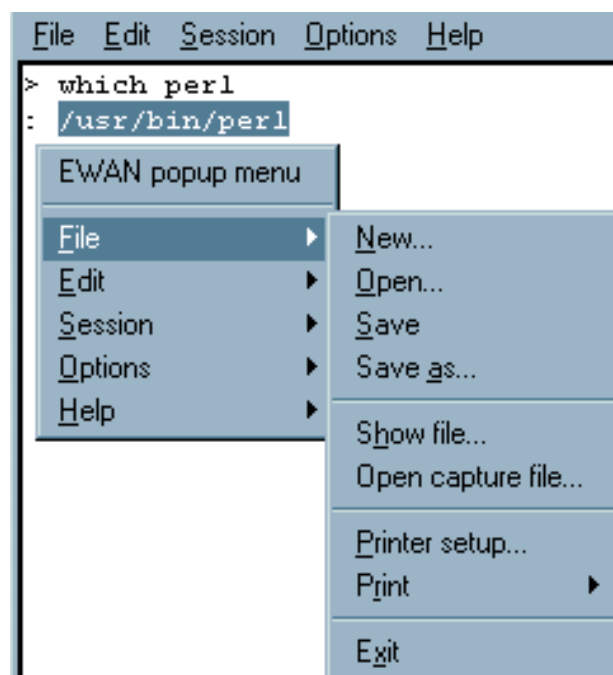 File Edit Session Options Help
> which perl
: /usr/bin/perl
EWAN popup menu
File
Edit
Session
Options
Help
New...
Open...
Save
Save as...
Show file...
Open capture file...
Printer setup...
Print
Exit